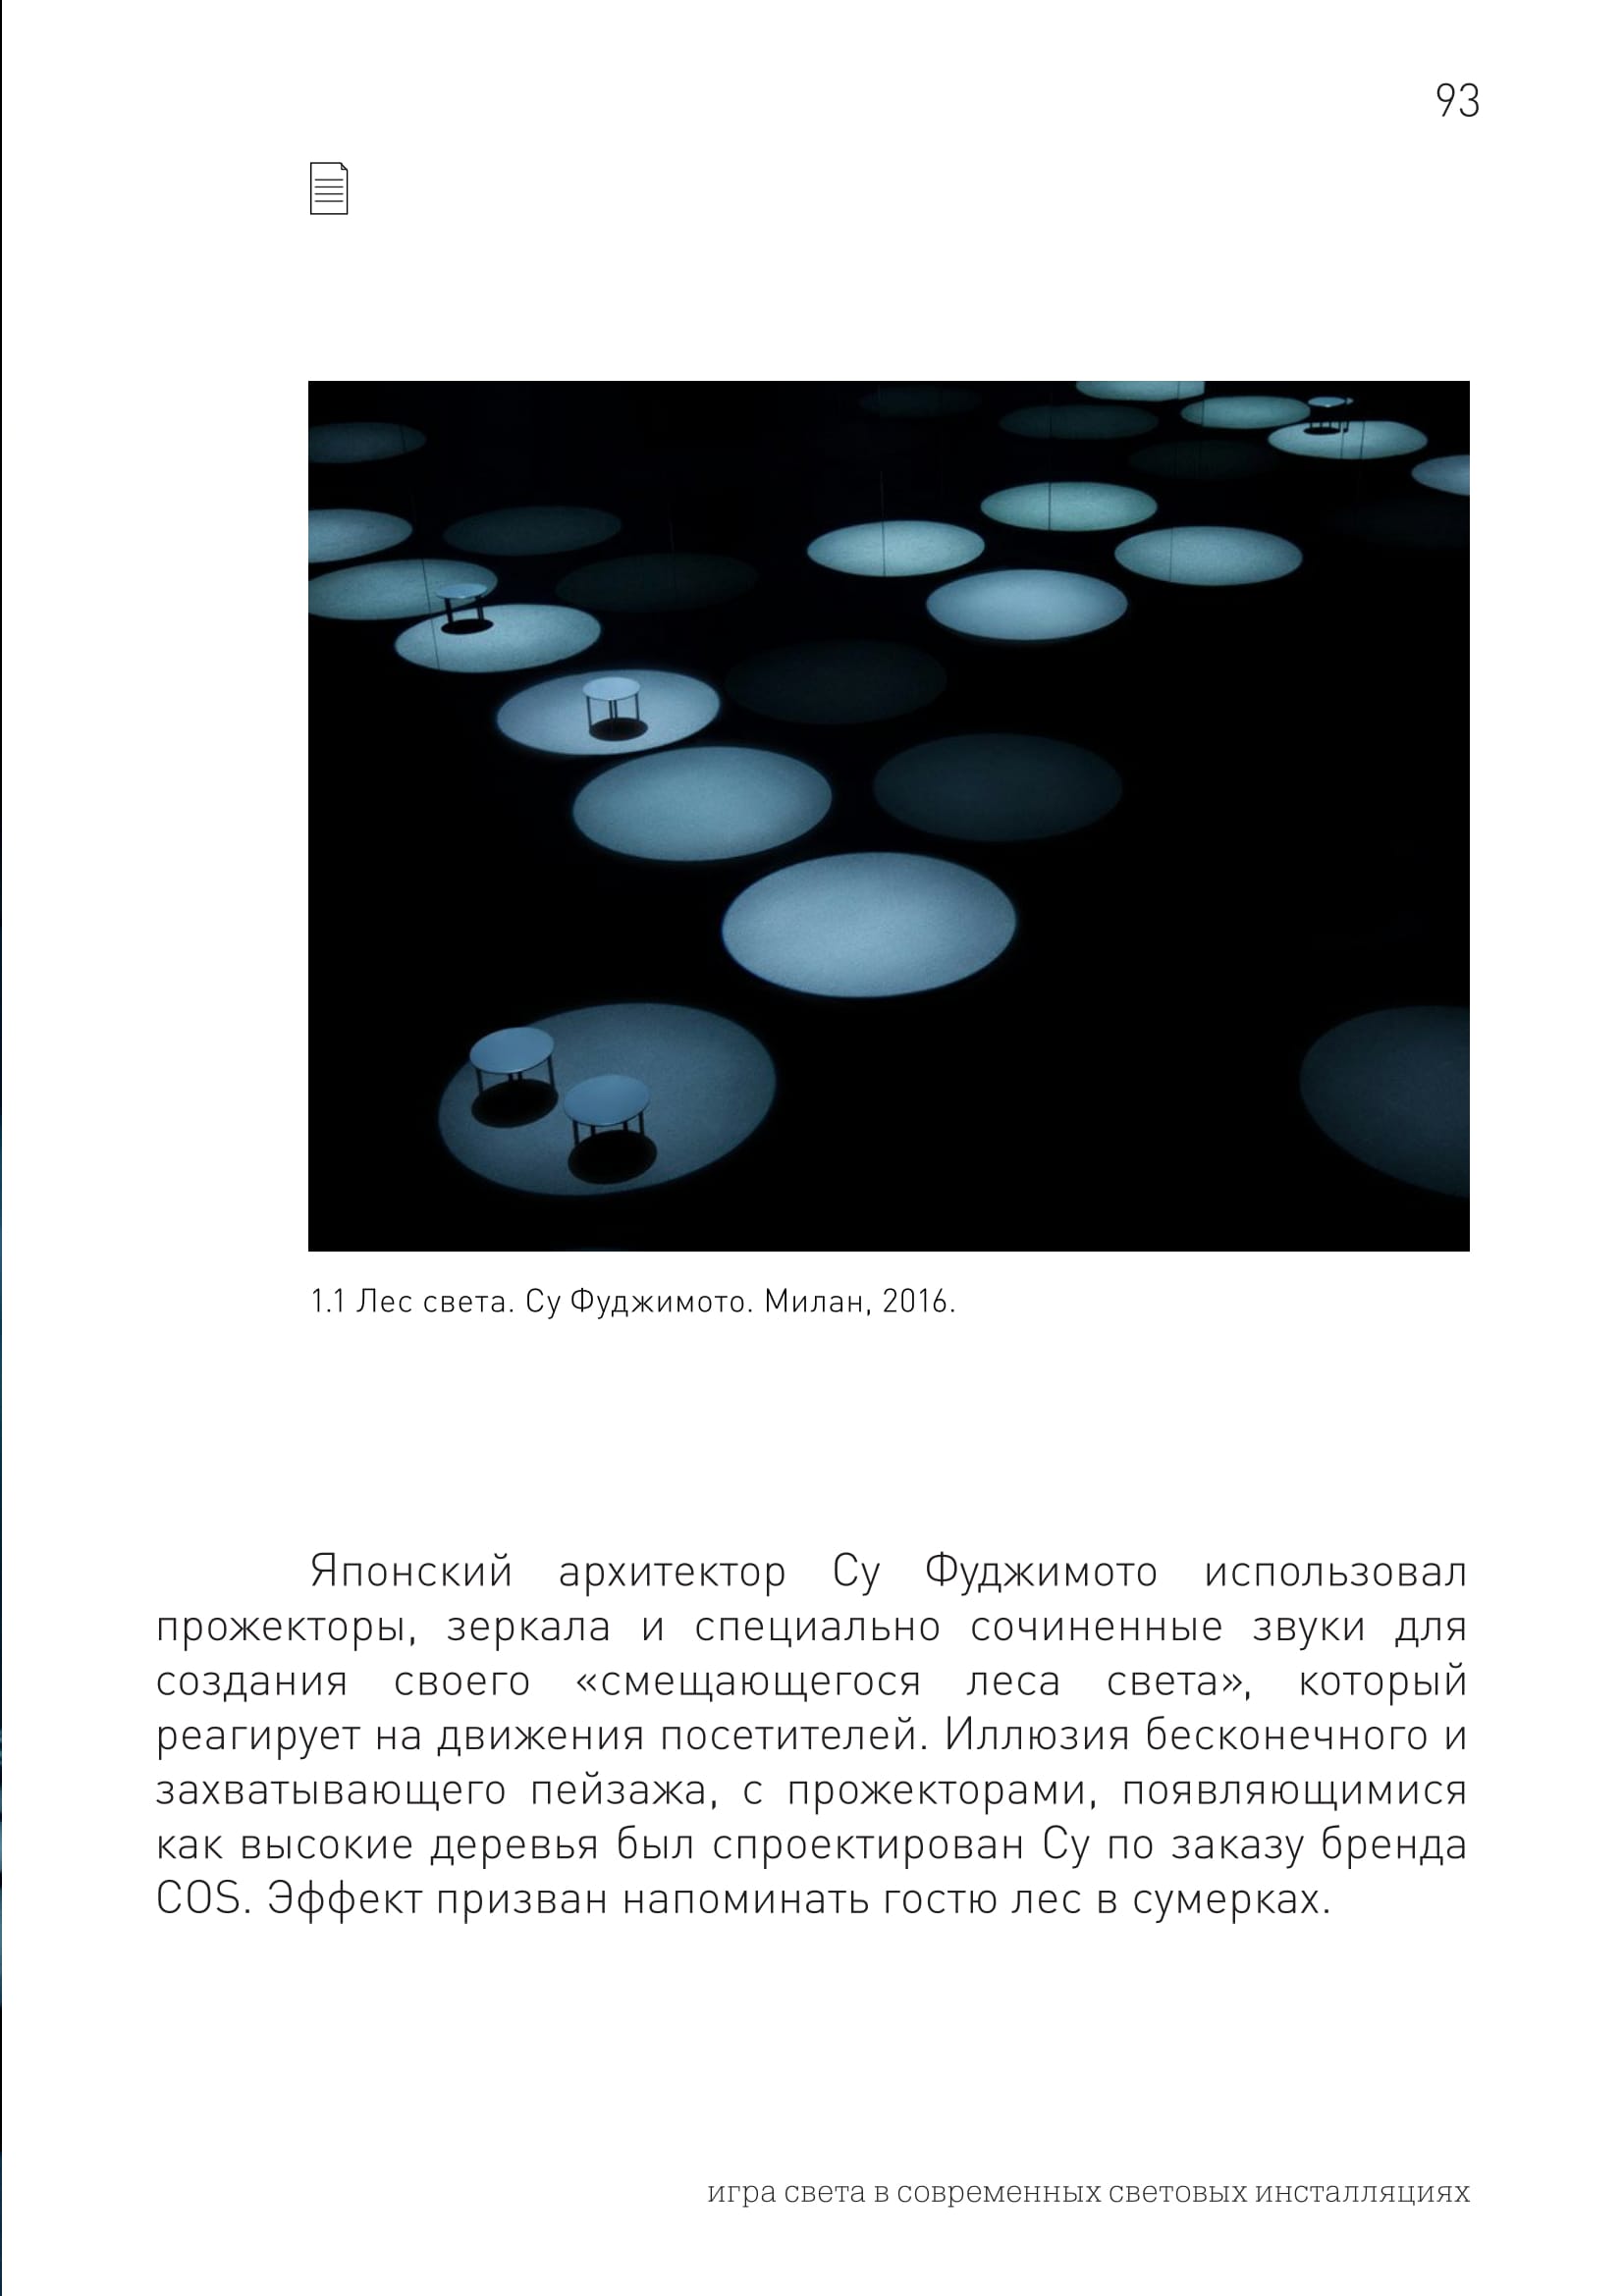 93
1.1 Лес света. Су Фуджимото. Милан, 2016.
Японский архитектор Су Фуджимото использовал
прожекторы, зеркала и специально сочиненные звуки для
создания своего «смещающегося леса света», который
реагирует на движения посетителей. Иллюзия бесконечного и
захватывающего пейзажа, с прожекторами, появляющимися
как высокие деревья был спроектирован Су по заказу бренда
COS. Эффект призван напоминать гостю лес в сумерках.
игра света в современных световых инсталляциях